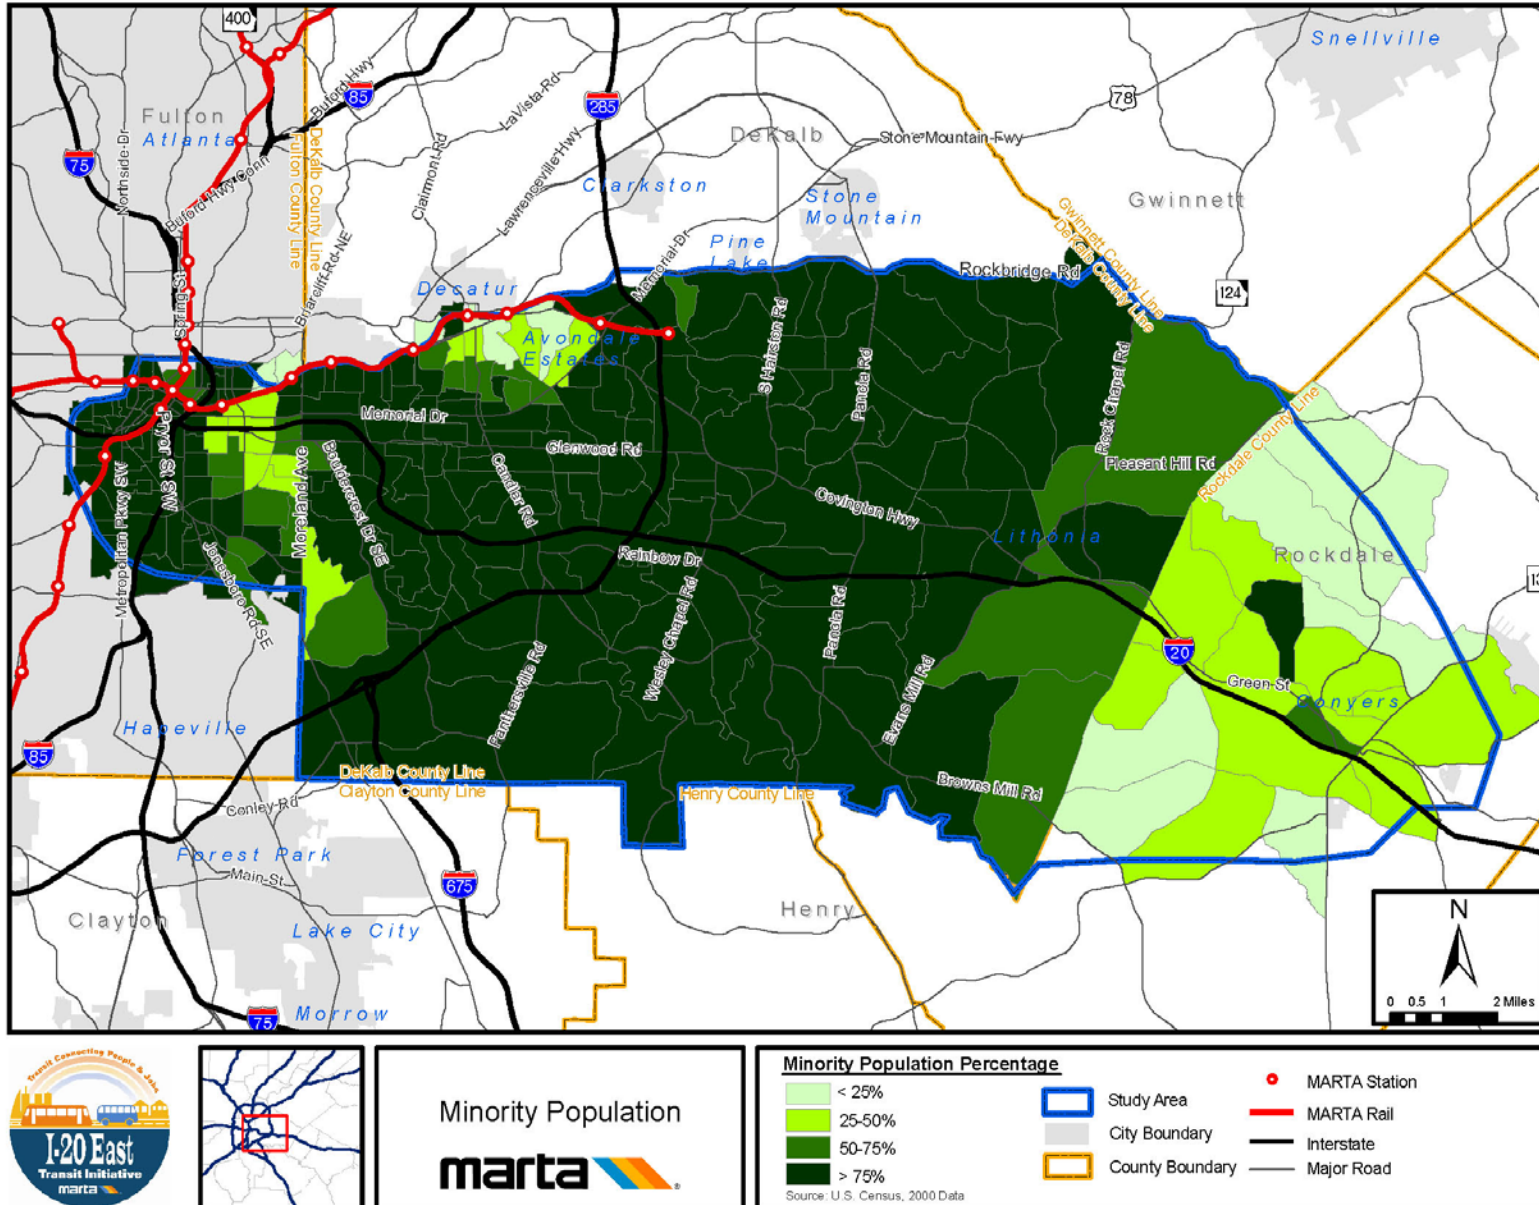 400
Snellville
Buford Hwy
85
LaVista Rd
285
78
Fulton
Atlanta
DeKalb
Stone Mountain Fwy
75
Northside Dr
DeKalb County Line
Fulton County Line
Clairmont Rd
Lawrenceville Hwy
Clarkston
Stone
Mountain
Gwinnett
Buford Hwy Conn
Gwinnett County Line
DeKalb County Line
Briarcliff Rd NE
Memorial Dr
Pine
Lake
Rockbridge Rd
Decatur
124
Spring St
Avondale
Estates
S Hairston Rd
Panola Rd
Rock Chapel Rd
Rockdale County Line
Memorial Dr
Glenwood Rd
Pleasant Hill Rd
Pryor St SW
Moreland Ave
Bouldercrest Dr SE
Candler Rd
Covington Hwy
Metropolitan Pkwy SW
Lithonia
Rockdale
Jonesboro Rd SE
Rainbow Dr
13
Wesley Chapel Rd
Panola Rd
20
Panthersville Rd
Evans Mill Rd
Green St
Conyers
Hapeville
85
DeKalb County Line
Clayton County Line
Henry County Line
Browns Mill Rd
Conley Rd
Forest Park
Main St
675
Clayton
Henry
Lake City
N
Morrow
75
0 0.5 1 2 Miles
Transit Connecting People & Jobs
I-20 East
Transit Initiative
marta
Minority Population
marta
Minority Population Percentage
< 25%
25-50%
50-75%
> 75%
Source: U.S. Census, 2000 Data
Study Area
City Boundary
County Boundary
MARTA Station
MARTA Rail
Interstate
Major Road